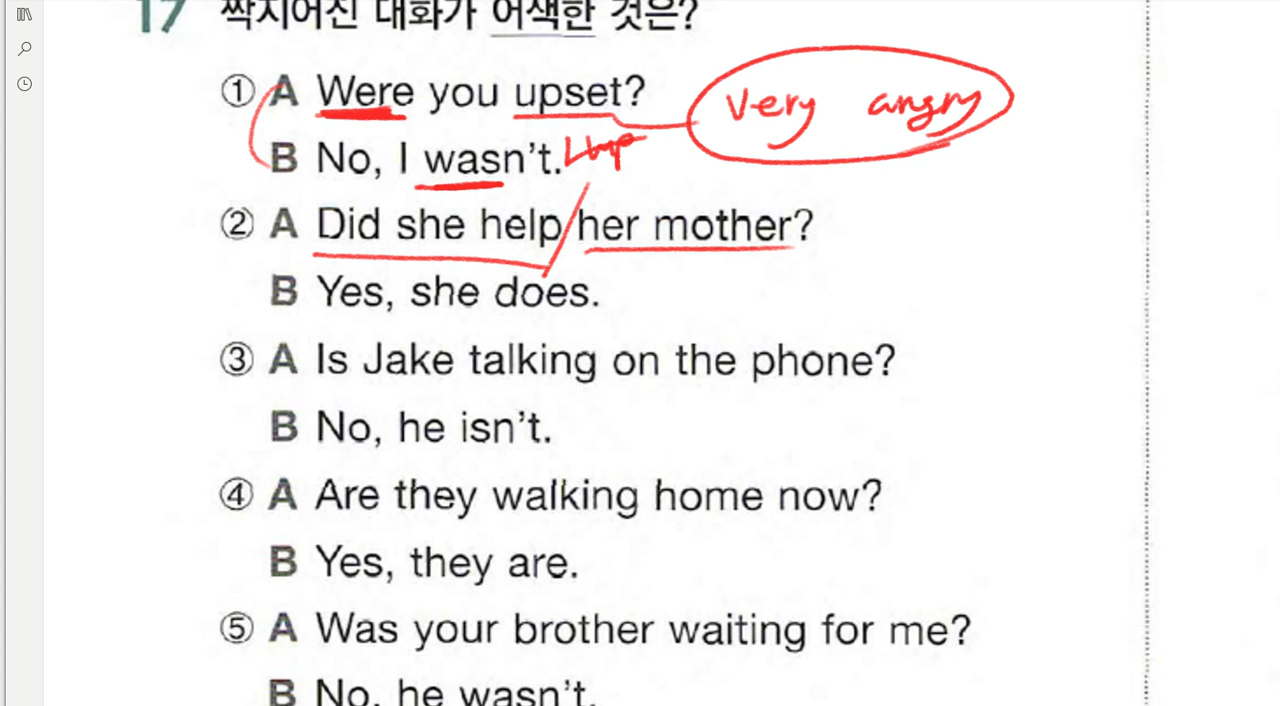 17 짝지어진 대화가 어색한 것은?
① A Were you upset?
very angry
B No, I wasn't.
② A Did she help her mother?
B Yes, she does.
③ A Is Jake talking on the phone?
B No, he isn't.
④ A Are they walking home now?
B Yes, they are.
⑤ A Was your brother waiting for me?
B No, he wasn't.